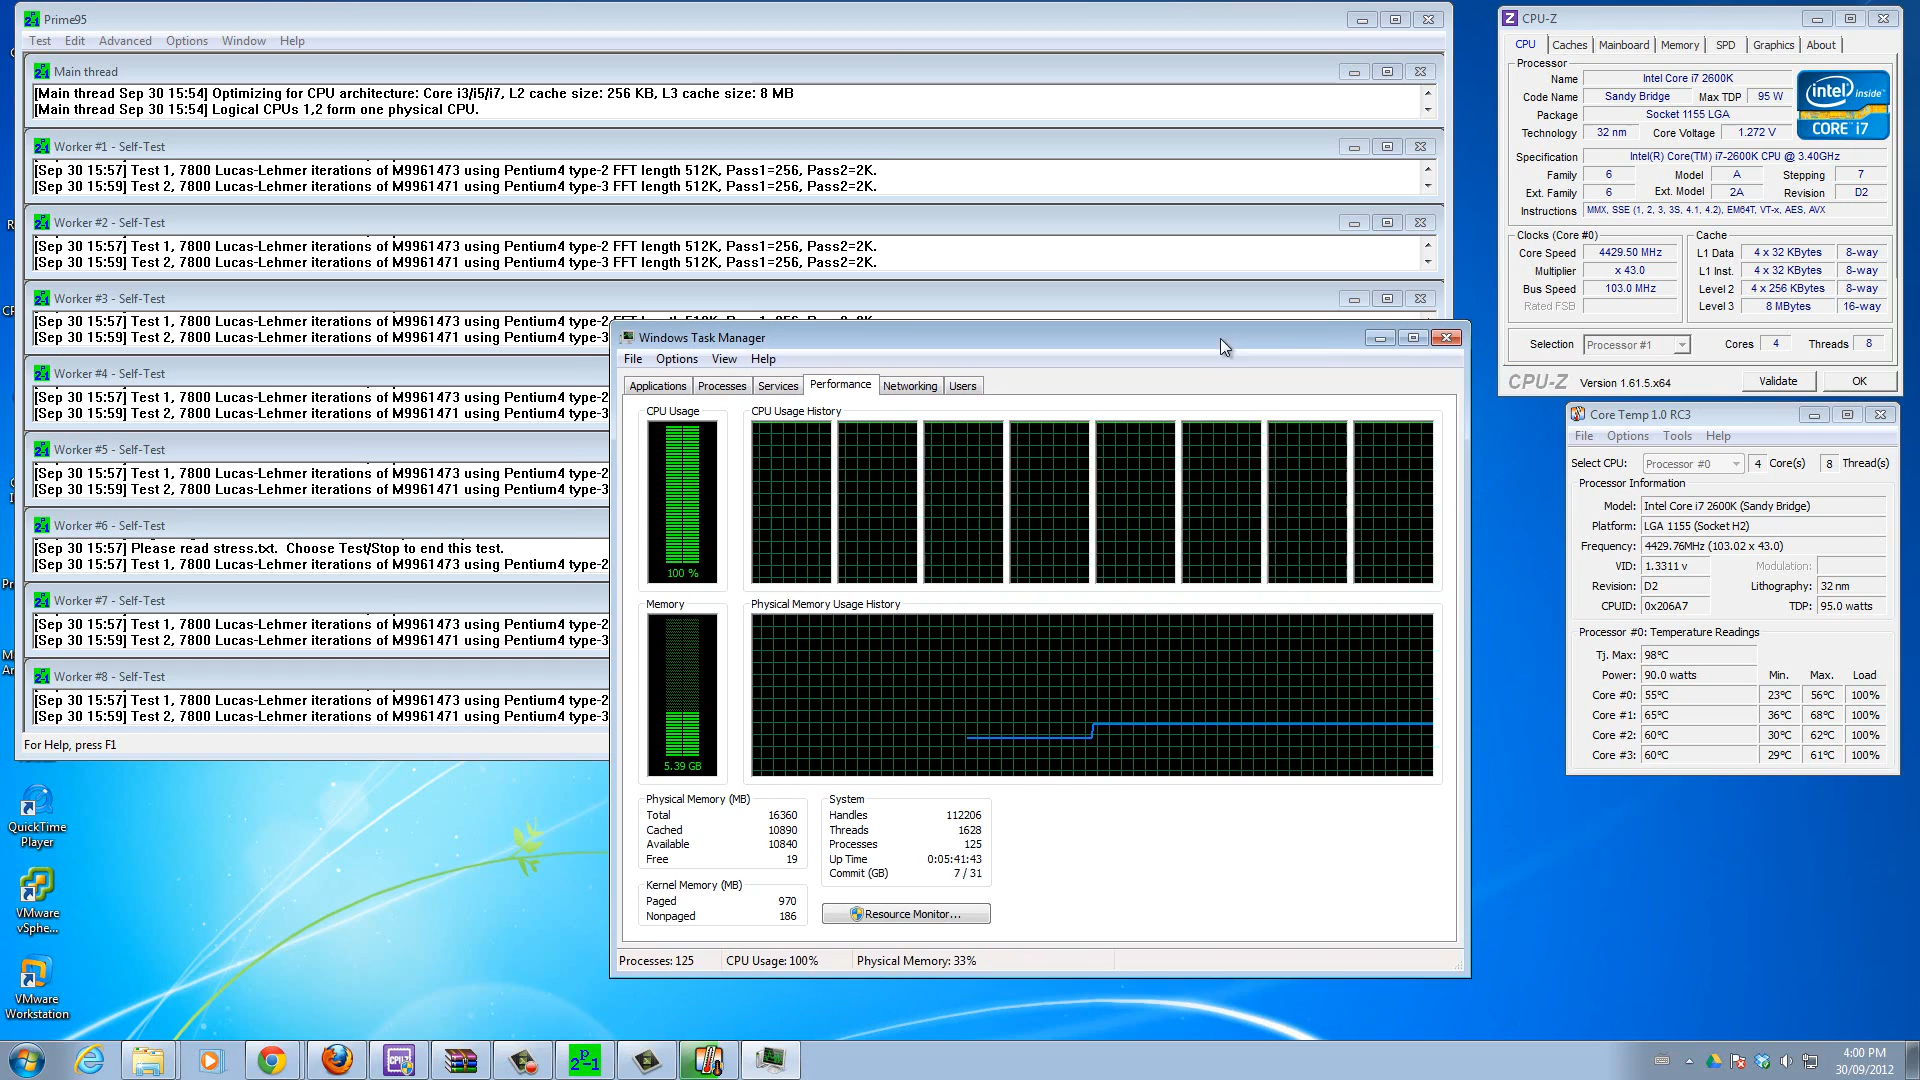 Prime95
Test Edit Advanced Options Window Help
Main thread
[Main thread Sep 30 15:54] Optimizing for CPU architecture: Core i3/i5/i7, L2 cache size: 256 KB, L3 cache size: 8 MB
[Main thread Sep 30 15:54] Logical CPUs 1,2 form one physical CPU.
Worker #1 - Self-Test
[Sep 30 15:57] Test 1, 7800 Lucas-Lehmer iterations of M9961473 using Pentium4 type-2 FFT length 512K, Pass1=256, Pass2=2K.
[Sep 30 15:59] Test 2, 7800 Lucas-Lehmer iterations of M9961471 using Pentium4 type-3 FFT length 512K, Pass1=256, Pass2=2K.
Worker #2 - Self-Test
[Sep 30 15:57] Test 1, 7800 Lucas-Lehmer iterations of M9961473 using Pentium4 type-2 FFT length 512K, Pass1=256, Pass2=2K.
[Sep 30 15:59] Test 2, 7800 Lucas-Lehmer iterations of M9961471 using Pentium4 type-3 FFT length 512K, Pass1=256, Pass2=2K.
Worker #3 - Self-Test
[Sep 30 15:57] Test 1, 7800 Lucas-Lehmer iterations of M9961473 using Pentium4 type-2 FFT length 512K, Pass1=256, Pass2=2K.
[Sep 30 15:59] Test 2, 7800 Lucas-Lehmer iterations of M9961471 using Pentium4 type-3
Worker #4 - Self-Test
[Sep 30 15:57] Test 1, 7800 Lucas-Lehmer iterations of M9961473 using Pentium4 type-2
[Sep 30 15:59] Test 2, 7800 Lucas-Lehmer iterations of M9961471 using Pentium4 type-3
Worker #5 - Self-Test
[Sep 30 15:57] Test 1, 7800 Lucas-Lehmer iterations of M9961473 using Pentium4 type-2
[Sep 30 15:59] Test 2, 7800 Lucas-Lehmer iterations of M9961471 using Pentium4 type-3
Worker #6 - Self-Test
[Sep 30 15:57] Please read stress.txt. Choose Test/Stop to end this test.
[Sep 30 15:57] Test 1, 7800 Lucas-Lehmer iterations of M9961473 using Pentium4 type-2
Worker #7 - Self-Test
[Sep 30 15:57] Test 1, 7800 Lucas-Lehmer iterations of M9961473 using Pentium4 type-2
[Sep 30 15:59] Test 2, 7800 Lucas-Lehmer iterations of M9961471 using Pentium4 type-3
Worker #8 - Self-Test
[Sep 30 15:57] Test 1, 7800 Lucas-Lehmer iterations of M9961473 using Pentium4 type-2
[Sep 30 15:59] Test 2, 7800 Lucas-Lehmer iterations of M9961471 using Pentium4 type-3
For Help, press F1
Windows Task Manager
File Options View Help
Applications Processes Services Performance Networking Users
CPU Usage CPU Usage History
100 %
Memory Physical Memory Usage History
5.39 GB
Physical Memory (MB)
Total 16360
Cached 10890
Available 10840
Free 19
Kernel Memory (MB)
Paged 970
Nonpaged 186
System
Handles 112206
Threads 1628
Processes 125
Up Time 0:05:41:43
Commit (GB) 7 / 31
Resource Monitor...
Processes: 125 CPU Usage: 100% Physical Memory: 33%
CPU-Z
CPU Caches Mainboard Memory SPD Graphics About
Processor
Name Intel Core i7 2600K
Code Name Sandy Bridge Max TDP 95 W
Package Socket 1155 LGA
Technology 32 nm Core Voltage 1.272 V
intel inside
CORE i7
Specification Intel(R) Core(TM) i7-2600K CPU @ 3.40GHz
Family 6 Model A Stepping 7
Ext. Family 6 Ext. Model 2A Revision D2
Instructions MMX, SSE (1, 2, 3, 3S, 4.1, 4.2), EM64T, VT-x, AES, AVX
Clocks (Core #0)
Core Speed 4429.50 MHz
Multiplier x 43.0
Bus Speed 103.0 MHz
Rated FSB
Cache
L1 Data 4 x 32 KBytes 8-way
L1 Inst. 4 x 32 KBytes 8-way
Level 2 4 x 256 KBytes 8-way
Level 3 8 MBytes 16-way
Selection Processor #1 Cores 4 Threads 8
CPU-Z Version 1.61.5.x64 Validate OK
Core Temp 1.0 RC3
File Options Tools Help
Select CPU: Processor #0 4 Core(s) 8 Thread(s)
Processor Information
Model: Intel Core i7 2600K (Sandy Bridge)
Platform: LGA 1155 (Socket H2)
Frequency: 4429.76MHz (103.02 x 43.0)
VID: 1.3311 v Modulation:
Revision: D2 Lithography: 32 nm
CPUID: 0x206A7 TDP: 95.0 watts
Processor #0: Temperature Readings
Tj. Max: 98°C
Power: 90.0 watts Min. Max. Load
Core #0: 55°C 23°C 56°C 100%
Core #1: 65°C 36°C 68°C 100%
Core #2: 60°C 30°C 62°C 100%
Core #3: 60°C 29°C 61°C 100%
QuickTime
Player
VMware
vSphe...
VMware
Workstation
4:00 PM
30/09/2012